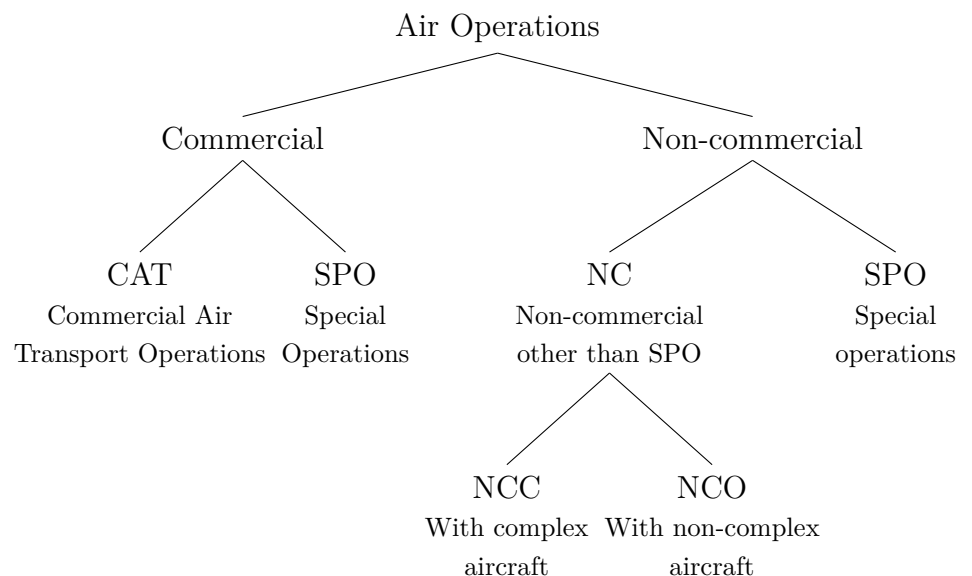 Air Operations
Commercial
Non-commercial
CAT
Commercial Air
Transport Operations
SPO
Special
Operations
NC
Non-commercial
other than SPO
SPO
Special
operations
NCC
With complex
aircraft
NCO
With non-complex
aircraft